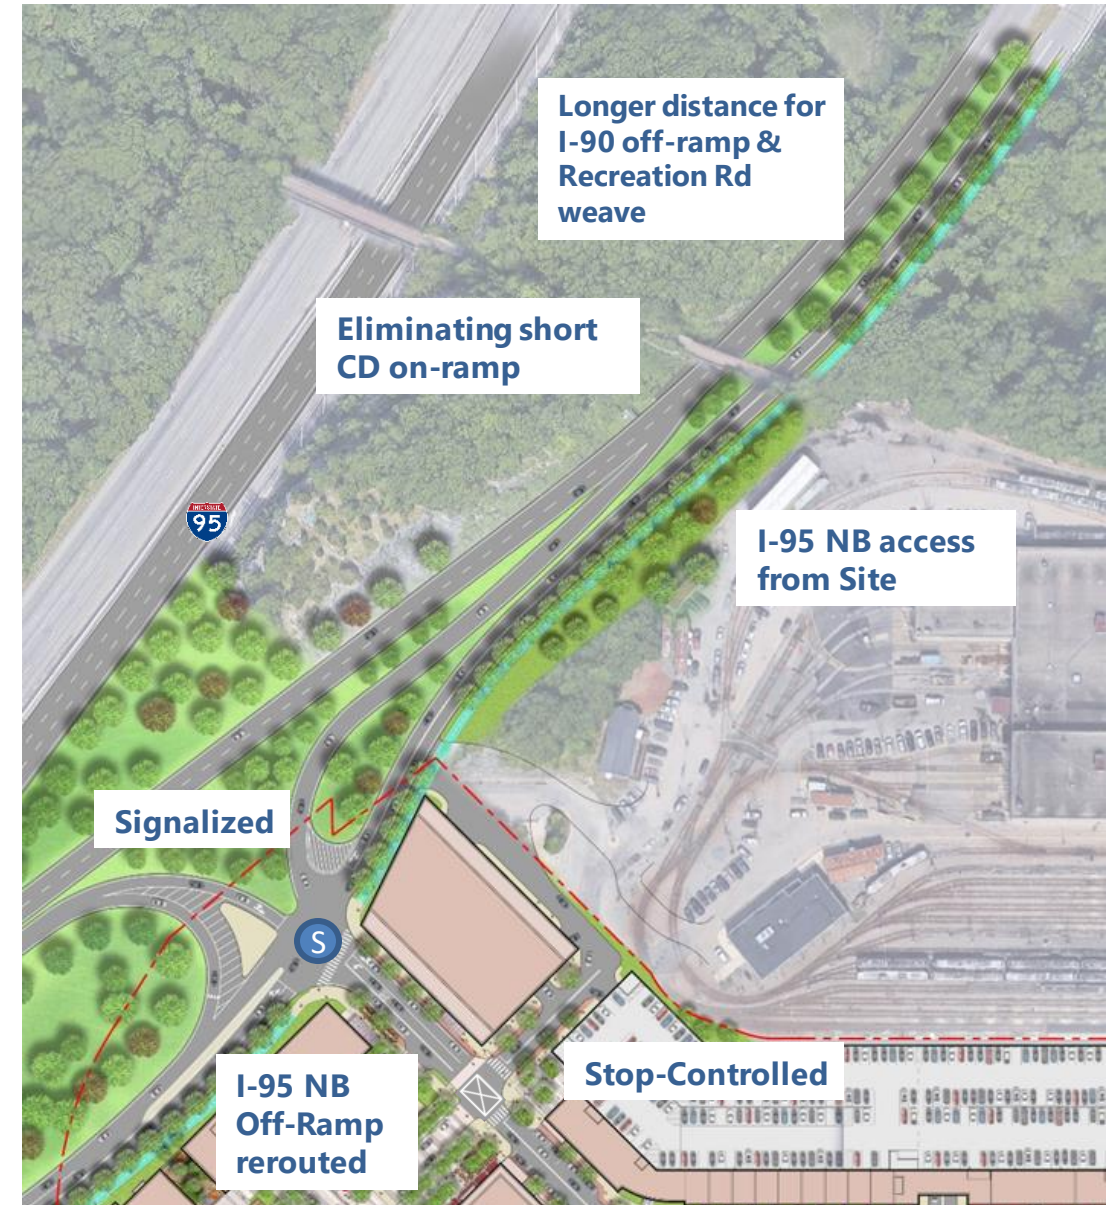 Longer distance for
I-90 off-ramp &
Recreation Rd
weave
Eliminating short
CD on-ramp
INTERSTATE
95
I-95 NB access
from Site
Signalized
S
I-95 NB
Off-Ramp
rerouted
Stop-Controlled